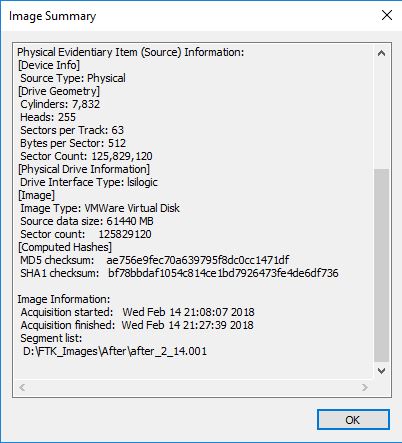 Image Summary
Physical Evidentiary Item (Source) Information:
[Device Info]
Source Type: Physical
[Drive Geometry]
Cylinders: 7,832
Heads: 255
Sectors per Track: 63
Bytes per Sector: 512
Sector Count: 125,829,120
[Physical Drive Information]
Drive Interface Type: lsilogic
[Image]
Image Type: VMWare Virtual Disk
Source data size: 61440 MB
Sector count: 125829120
[Computed Hashes]
MD5 checksum: ae756e9fec70a639795f8dc0cc1471df
SHA1 checksum: bf78bbdaf1054c814ce1bd7926473fe4de6df736
Image Information:
Acquisition started: Wed Feb 14 21:08:07 2018
Acquisition finished: Wed Feb 14 21:27:39 2018
Segment list:
D:\FTK_Images\After\after_2_14.001
OK